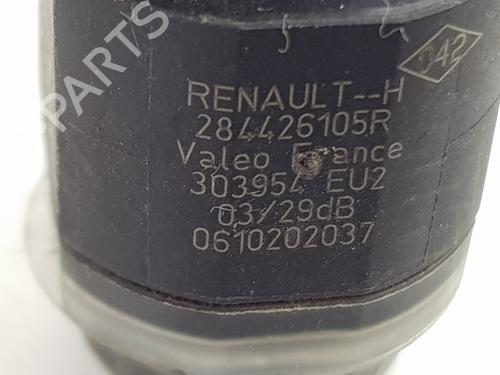 042
RENAULT--H
284426105R
Valeo France
303954 EU2
03/29dB
0610202037
B-PARTS